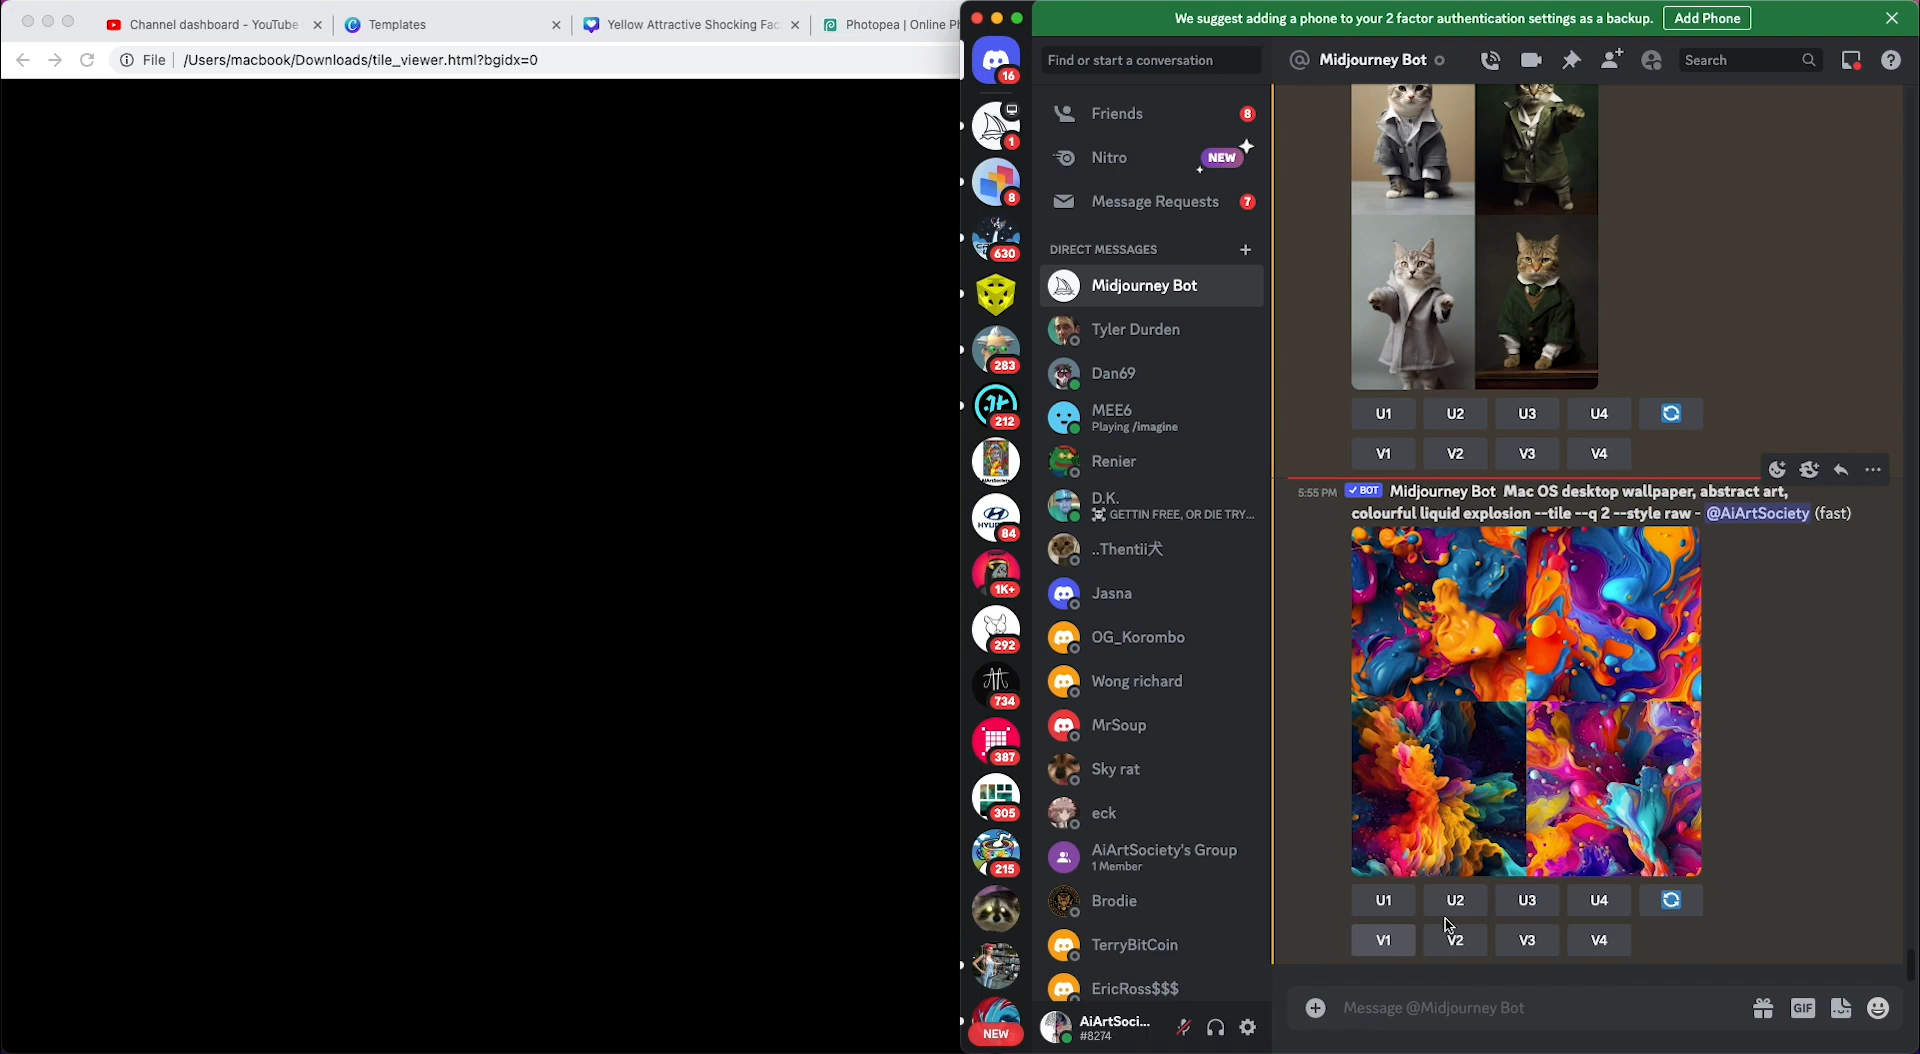 Channel dashboard - YouTube
Templates
Yellow Attractive Shocking Fac
Photopea | Online Ph
File /Users/macbook/Downloads/tile_viewer.html?bgidx=0
We suggest adding a phone to your 2 factor authentication settings as a backup. Add Phone
Find or start a conversation
Midjourney Bot
Search
16
1
8
630
283
212
84
1K+
292
734
387
305
215
NEW
Friends 8
Nitro NEW
Message Requests 7
DIRECT MESSAGES
Midjourney Bot
Tyler Durden
Dan69
MEE6
Playing /imagine
Renier
D.K.
GETTIN FREE, OR DIE TRY...
..Thentii犬
Jasna
OG_Korombo
Wong richard
MrSoup
Sky rat
eck
AiArtSociety's Group
1 Member
Brodie
TerryBitCoin
EricRoss$$$
AiArtSoci...
#8274
U1 U2 U3 U4
V1 V2 V3 V4
5:55 PM BOT Midjourney Bot Mac OS desktop wallpaper, abstract art,
colourful liquid explosion --tile --q 2 --style raw - @AiArtSociety (fast)
U1 U2 U3 U4
V1 V2 V3 V4
Message @Midjourney Bot
GIF